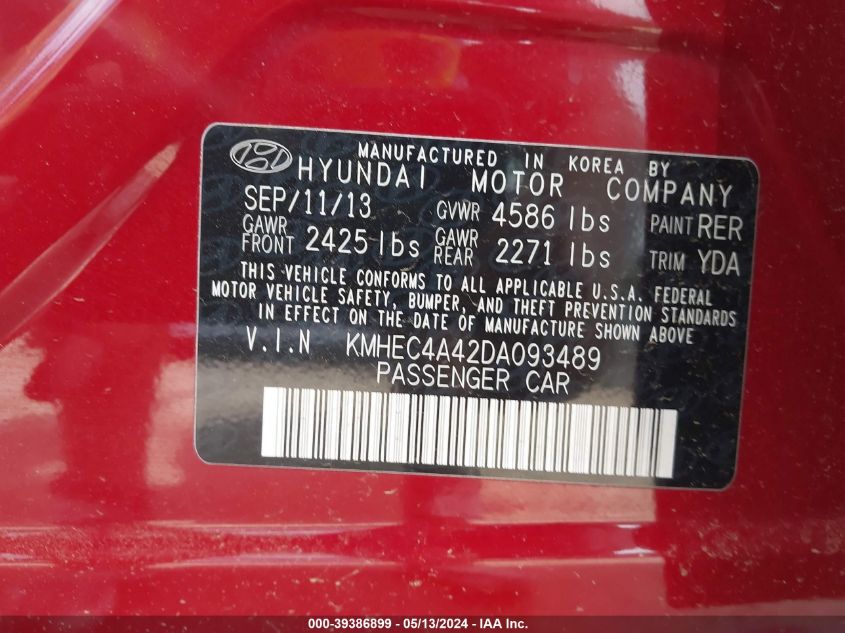 MANUFACTURED IN KOREA BY
HYUNDAI MOTOR COMPANY
SEP/11/13 GVWR 4586 lbs PAINT RER
GAWR FRONT 2425 lbs GAWR REAR 2271 lbs TRIM YDA
THIS VEHICLE CONFORMS TO ALL APPLICABLE U.S.A. FEDERAL
MOTOR VEHICLE SAFETY, BUMPER, AND THEFT PREVENTION STANDARDS
IN EFFECT ON THE DATE OF MANUFACTURE SHOWN ABOVE
V.I.N KMHEC4A42DA093489
PASSENGER CAR
000-39386899 - 05/13/2024 - IAA Inc.